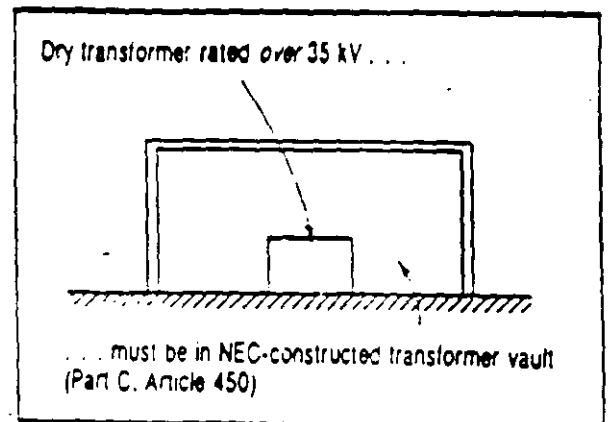 Dry transformer rated over 35 kV . . .
. . . must be in NEC-constructed transformer vault
(Part C, Article 450)